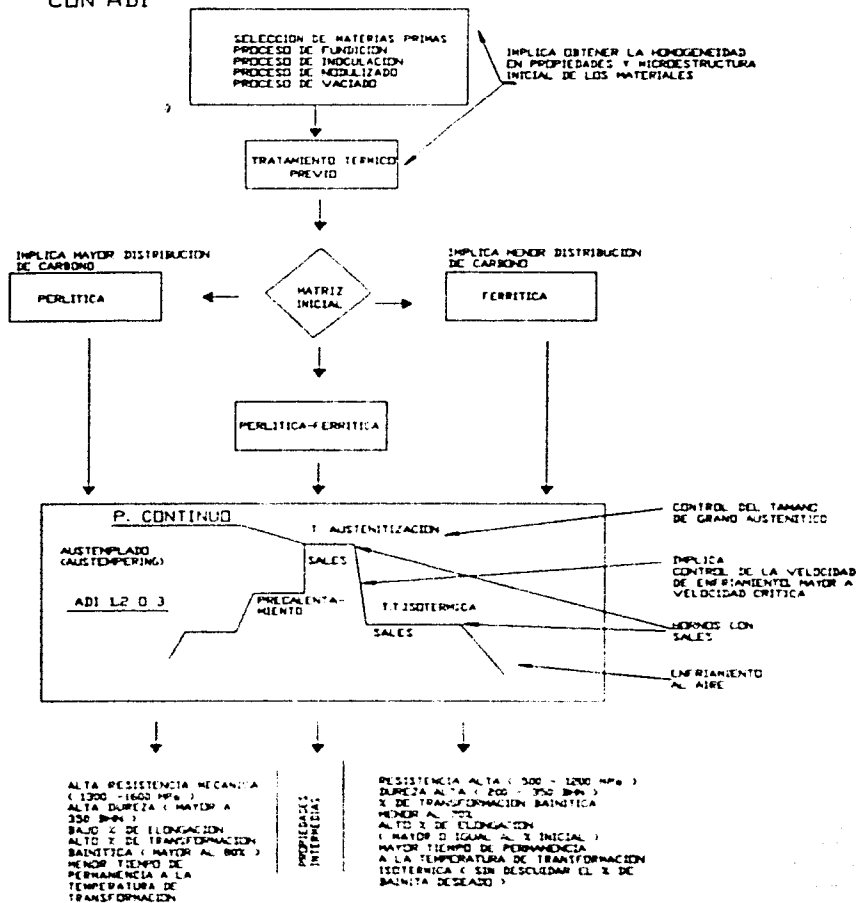 CON ADI
SELECCION DE MATERIAS PRIMAS
PROCESO DE FUNDICION
PROCESO DE INOCULACION
PROCESO DE NODULIZADO
PROCESO DE VACIADO
IMPLICA OBTENER LA HOMOGENEIDAD
EN PROPIEDADES Y MICROESTRUCTURA
INICIAL DE LOS MATERIALES
TRATAMIENTO TERMICO
PREVIO
IMPLICA MAYOR DISTRIBUCION
DE CARBONO
PERLITICA
MATRIZ
INICIAL
IMPLICA MENOR DISTRIBUCION
DE CARBONO
FERRITICA
PERLITICA-FERRITICA
P. CONTINUO
T. AUSTENITIZACION
CONTROL DEL TAMANO
DE GRANO AUSTENITICO
AUSTEMPLADO
(AUSTEMPERING)
SALES
IMPLICA
CONTROL DE LA VELOCIDAD
DE ENFRIAMIENTO, MAYOR A
VELOCIDAD CRITICA
ADI 1,2 O 3
PRECALENTA-
MIENTO
T.T.ISOTERMICA
SALES
HORNOS CON
SALES
ENFRIAMIENTO
AL AIRE
ALTA RESISTENCIA MECANICA
( 1300 -1600 MPa )
ALTA DUREZA ( MAYOR A
350 BHN )
BAJO % DE ELONGACION
ALTO % DE TRANSFORMACION
BAINITICA ( MAYOR AL 80% )
MENOR TIEMPO DE
PERMANENCIA A LA
TEMPERATURA DE
TRANSFORMACION
PROPIEDADES
INTERMEDIAS
RESISTENCIA ALTA ( 500 - 1200 MPa )
DUREZA ALTA ( 200 - 350 BHN )
% DE TRANSFORMACION BAINITICA
MENOR AL 70%
ALTO % DE ELONGACION
( MAYOR O IGUAL AL % INICIAL )
MAYOR TIEMPO DE PERMANENCIA
A LA TEMPERATURA DE TRANSFORMACION
ISOTERMICA ( SIN DESCUIDAR EL % DE
BAINITA DESEADO )